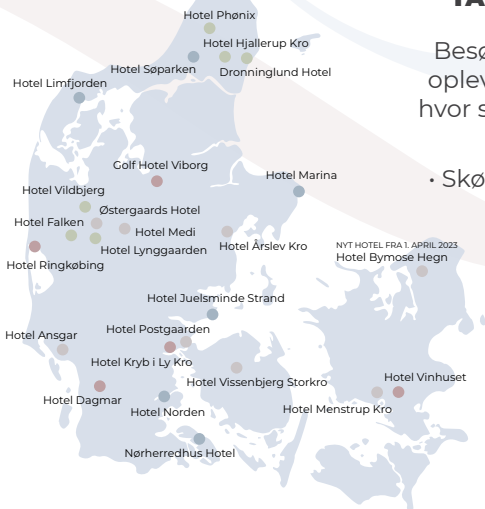 Hotel Phønix
Hotel Hjallerup Kro
Hotel Søparken
Dronninglund Hotel
Hotel Limfjorden
Besø
oplev
hvor s
Golf Hotel Viborg
Hotel Marina
· Skø
Hotel Vildbjerg
Østergaards Hotel
Hotel Falken
Hotel Medi
Hotel Lynggaarden
Hotel Årslev Kro
NYT HOTEL FRA 1. APRIL 2023
Hotel Bymose Hegn
Hotel Ringkøbing
Hotel Juelsminde Strand
Hotel Ansgar
Hotel Postgaarden
Hotel Kryb i Ly Kro
Hotel Vissenbjerg Storkro
Hotel Vinhuset
Hotel Dagmar
Hotel Norden
Hotel Menstrup Kro
Nørherredhus Hotel